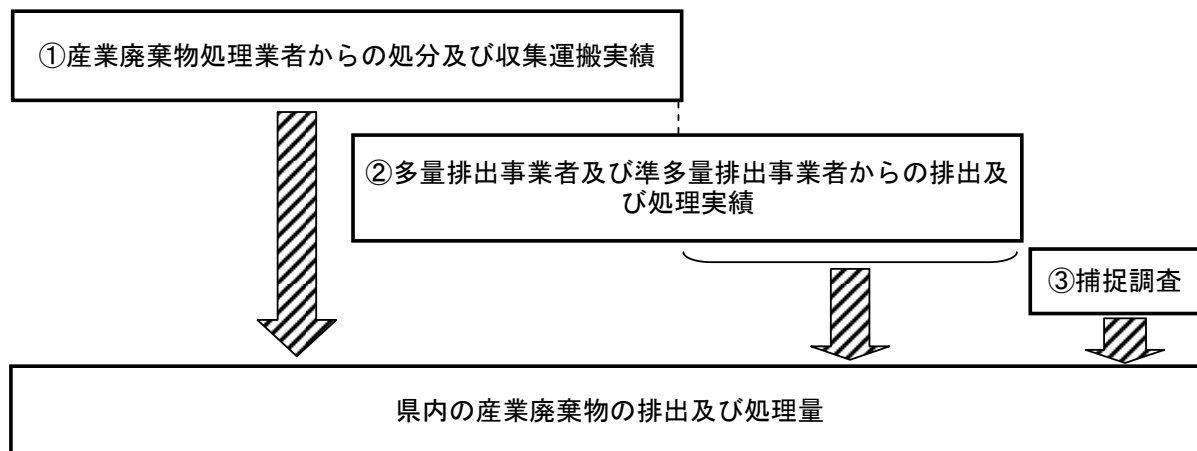 ①産業廃棄物処理業者からの処分及び収集運搬実績
②多量排出事業者及び準多量排出事業者からの排出及
び処理実績
③捕捉調査
県内の産業廃棄物の排出及び処理量